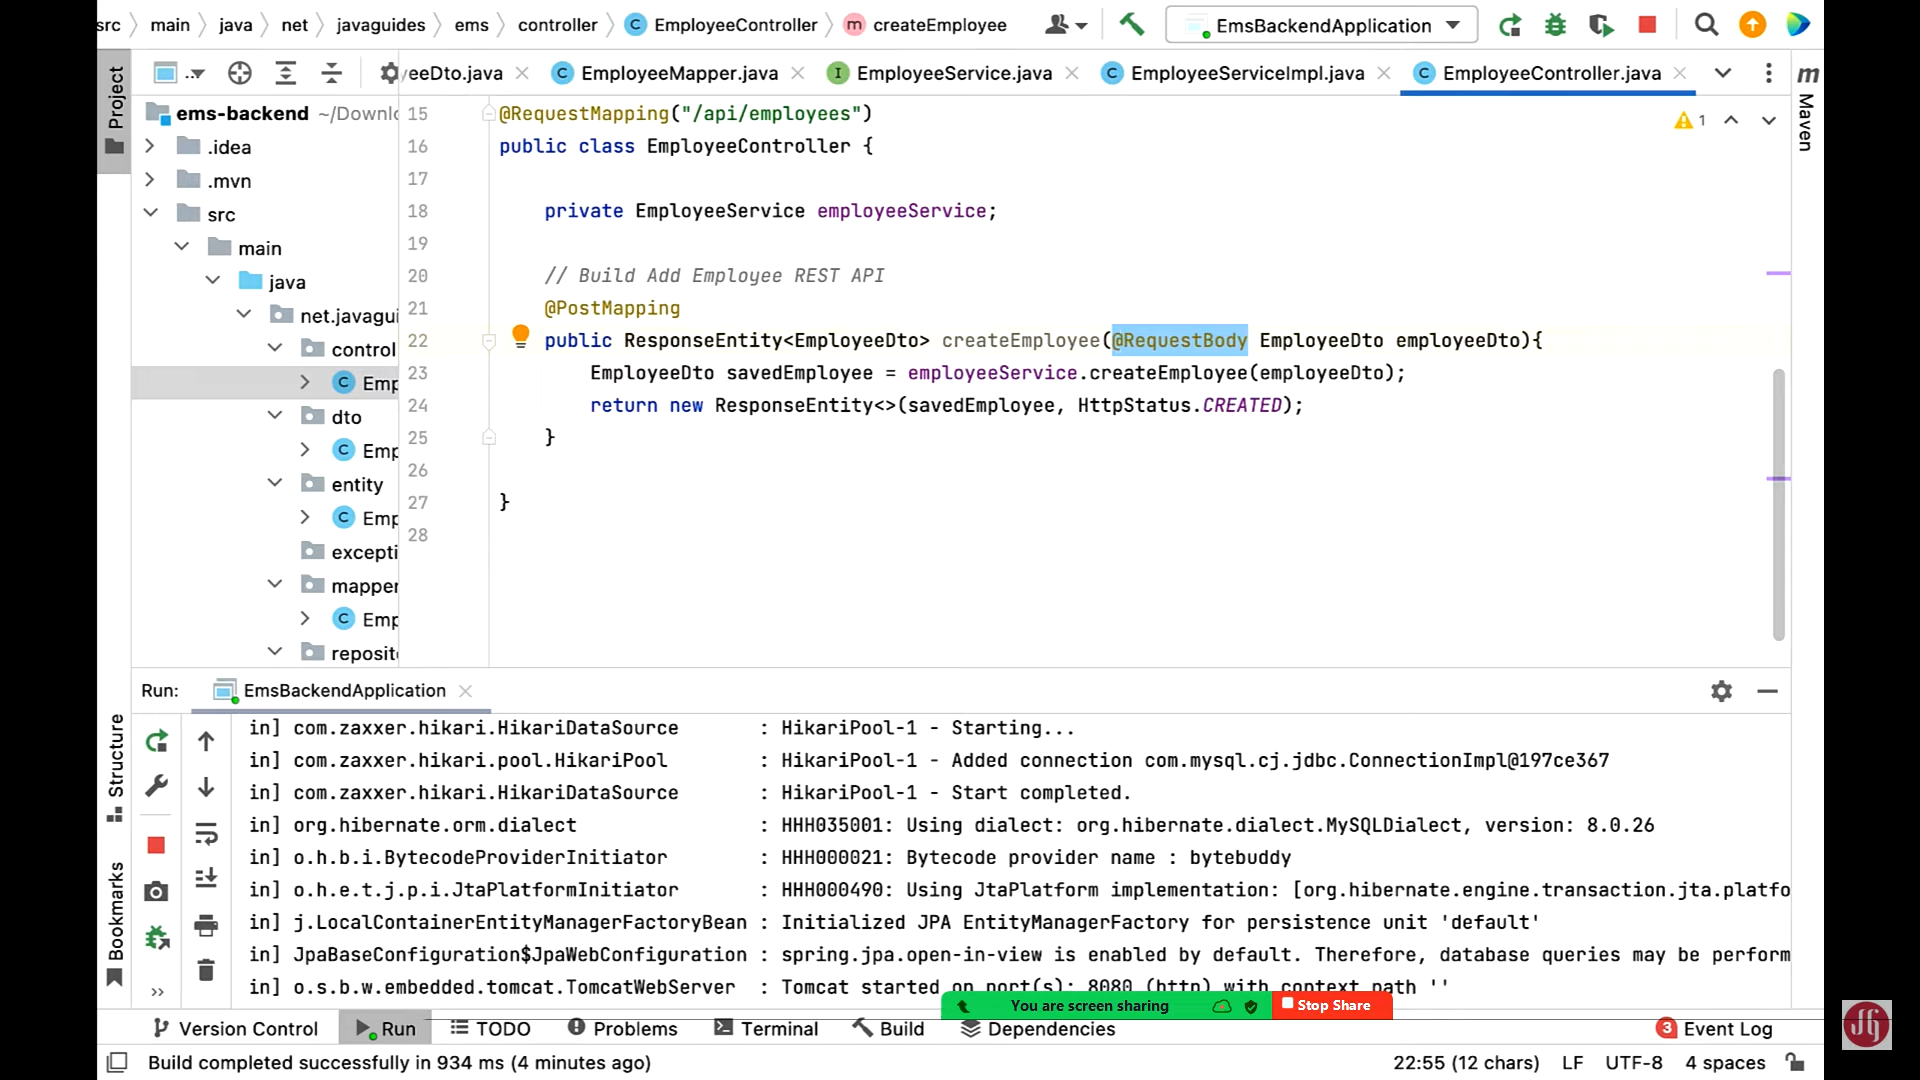 src main java net javaguides ems controller EmployeeController createEmployee EmsBackendApplication
eeDto.java EmployeeMapper.java EmployeeService.java EmployeeServiceImpl.java EmployeeController.java
Project
Maven
ems-backend ~/Downlo
.idea
.mvn
src
main
java
net.javagui
control
Emp
dto
Emp
entity
Emp
excepti
mapper
Emp
reposit
1
15 @RequestMapping("/api/employees")
16 public class EmployeeController {
17
18 private EmployeeService employeeService;
19
20 // Build Add Employee REST API
21 @PostMapping
22 public ResponseEntity<EmployeeDto> createEmployee(@RequestBody EmployeeDto employeeDto){
23 EmployeeDto savedEmployee = employeeService.createEmployee(employeeDto);
24 return new ResponseEntity<>(savedEmployee, HttpStatus.CREATED);
25 }
26
27 }
28
Run: EmsBackendApplication
Structure
Bookmarks
in] com.zaxxer.hikari.HikariDataSource : HikariPool-1 - Starting...
in] com.zaxxer.hikari.pool.HikariPool : HikariPool-1 - Added connection com.mysql.cj.jdbc.ConnectionImpl@197ce367
in] com.zaxxer.hikari.HikariDataSource : HikariPool-1 - Start completed.
in] org.hibernate.orm.dialect : HHH035001: Using dialect: org.hibernate.dialect.MySQLDialect, version: 8.0.26
in] o.h.b.i.BytecodeProviderInitiator : HHH000021: Bytecode provider name : bytebuddy
in] o.h.e.t.j.p.i.JtaPlatformInitiator : HHH000490: Using JtaPlatform implementation: [org.hibernate.engine.transaction.jta.platfo
in] j.LocalContainerEntityManagerFactoryBean : Initialized JPA EntityManagerFactory for persistence unit 'default'
in] JpaBaseConfiguration$JpaWebConfiguration : spring.jpa.open-in-view is enabled by default. Therefore, database queries may be perform
in] o.s.b.w.embedded.tomcat.TomcatWebServer : Tomcat started on port(s): 8080 (http) with context path ''
You are screen sharing Stop Share
Version Control Run TODO Problems Terminal Build Dependencies 3 Event Log
Build completed successfully in 934 ms (4 minutes ago) 22:55 (12 chars) LF UTF-8 4 spaces
JG